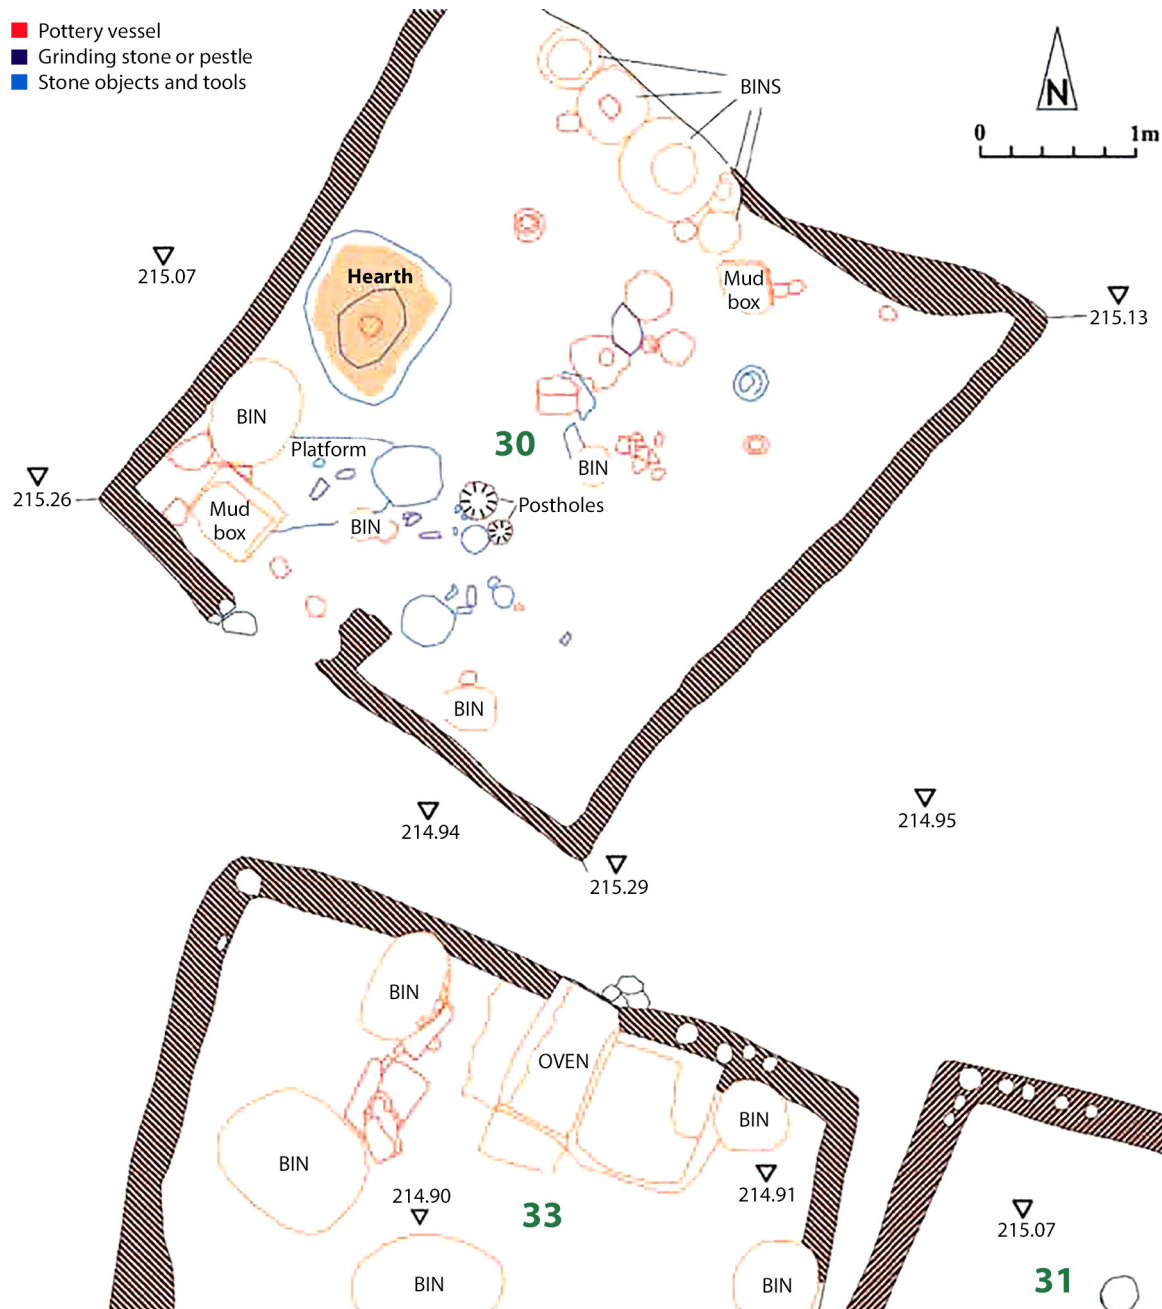 Pottery vessel
Grinding stone or pestle
Stone objects and tools
BINS
N
0 1m
215.07
Hearth
Mud
box
215.13
BIN
Platform
30
BIN
215.26
Mud
box
BIN
Postholes
BIN
214.94
214.95
215.29
BIN
OVEN
BIN
BIN
214.90
214.91
33
215.07
31
BIN
BIN